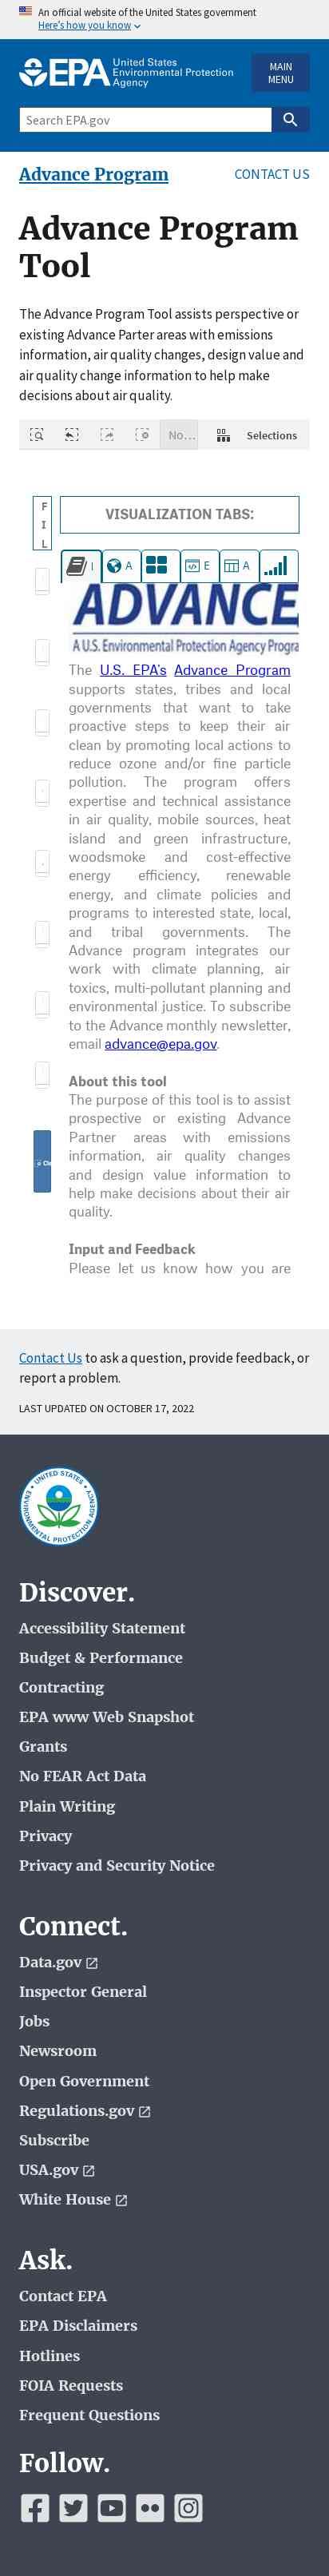 An official website of the United States government
Here's how you know
EPA United States
Environmental Protection
Agency
MAIN
MENU
Search EPA.gov
Advance Program
CONTACT US
Advance Program
Tool
The Advance Program Tool assists perspective or
existing Advance Parter areas with emissions
information, air quality changes, design value and
air quality change information to help make
decisions about air quality.
No…
Selections
F
I
L
VISUALIZATION TABS:
I
A
E
A
ADVANCE
A U.S. Environmental Protection Agency
The U.S. EPA's Advance Program
supports states, tribes and local
governments that want to take
proactive steps to keep their air
clean by promoting local actions to
reduce ozone and/or fine particle
pollution. The program offers
expertise and technical assistance
in air quality, mobile sources, heat
island and green infrastructure,
woodsmoke and cost-effective
energy efficiency, renewable
energy, and climate policies and
programs to interested state, local,
and tribal governments. The
Advance program integrates our
work with climate planning, air
toxics, multi-pollutant planning and
environmental justice. To subscribe
to the Advance monthly newsletter,
email advance@epa.gov.
About this tool
The purpose of this tool is to assist
prospective or existing Advance
Partner areas with emissions
information, air quality changes
and design value information to
help make decisions about their air
quality.
Input and Feedback
Please let us know how you are
Contact Us to ask a question, provide feedback, or
report a problem.
LAST UPDATED ON OCTOBER 17, 2022
UNITED STATES
ENVIRONMENTAL PROTECTION AGENCY
Discover.
Accessibility Statement
Budget & Performance
Contracting
EPA www Web Snapshot
Grants
No FEAR Act Data
Plain Writing
Privacy
Privacy and Security Notice
Connect.
Data.gov
Inspector General
Jobs
Newsroom
Open Government
Regulations.gov
Subscribe
USA.gov
White House
Ask.
Contact EPA
EPA Disclaimers
Hotlines
FOIA Requests
Frequent Questions
Follow.